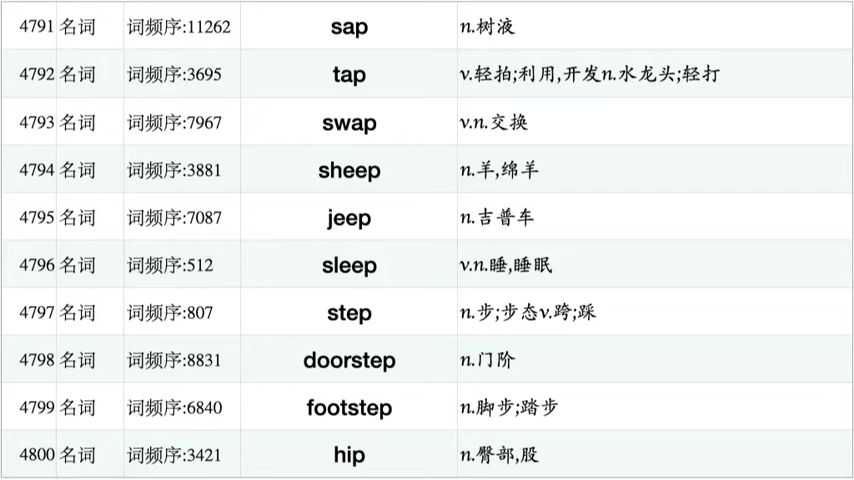 4791 名词 词频序:11262 sap n.树液
4792 名词 词频序:3695 tap v.轻拍;利用,开发n.水龙头;轻打
4793 名词 词频序:7967 swap v.n.交换
4794 名词 词频序:3881 sheep n.羊,绵羊
4795 名词 词频序:7087 jeep n.吉普车
4796 名词 词频序:512 sleep v.n.睡,睡眠
4797 名词 词频序:807 step n.步;步态v.跨;踩
4798 名词 词频序:8831 doorstep n.门阶
4799 名词 词频序:6840 footstep n.脚步;踏步
4800 名词 词频序:3421 hip n.臀部,股